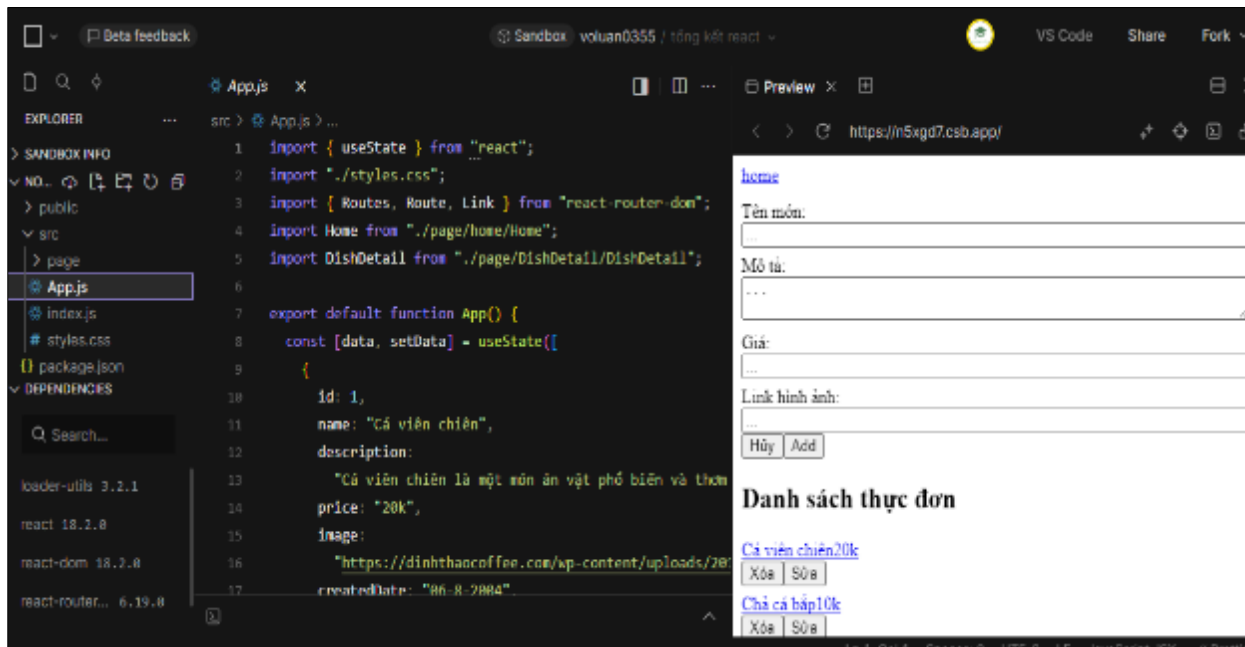 Beta feedback
Sandbox voluan0355 / tổng kết react
VS Code Share Fork
App.js
Preview
EXPLORER
src > App.js > ...
https://n5xgd7.csb.app/
SANDBOX INFO
NO...
public
src
page
App.js
index.js
styles.css
package.json
DEPENDENCIES
Search...
loader-utils 3.2.1
react 18.2.0
react-dom 18.2.0
react-router... 6.19.0
1 import { useState } from "react";
2 import "./styles.css";
3 import { Routes, Route, Link } from "react-router-dom";
4 import Home from "./page/home/Home";
5 import DishDetail from "./page/DishDetail/DishDetail";
6
7 export default function App() {
8 const [data, setData] = useState([
9 {
10 id: 1,
11 name: "Cá viên chiên",
12 description:
13 "Cá viên chiên là một món ăn vặt phổ biến và thơm
14 price: "20k",
15 image:
16 "https://dinhthaocoffee.com/wp-content/uploads/20
17 createdDate: "06-8-2004",
home
Tên món:
...
Mô tả:
...
Giá:
...
Link hình ảnh:
...
Hủy Add
Danh sách thực đơn
Cá viên chiên20k
Xóa Sửa
Chả cá bắp10k
Xóa Sửa